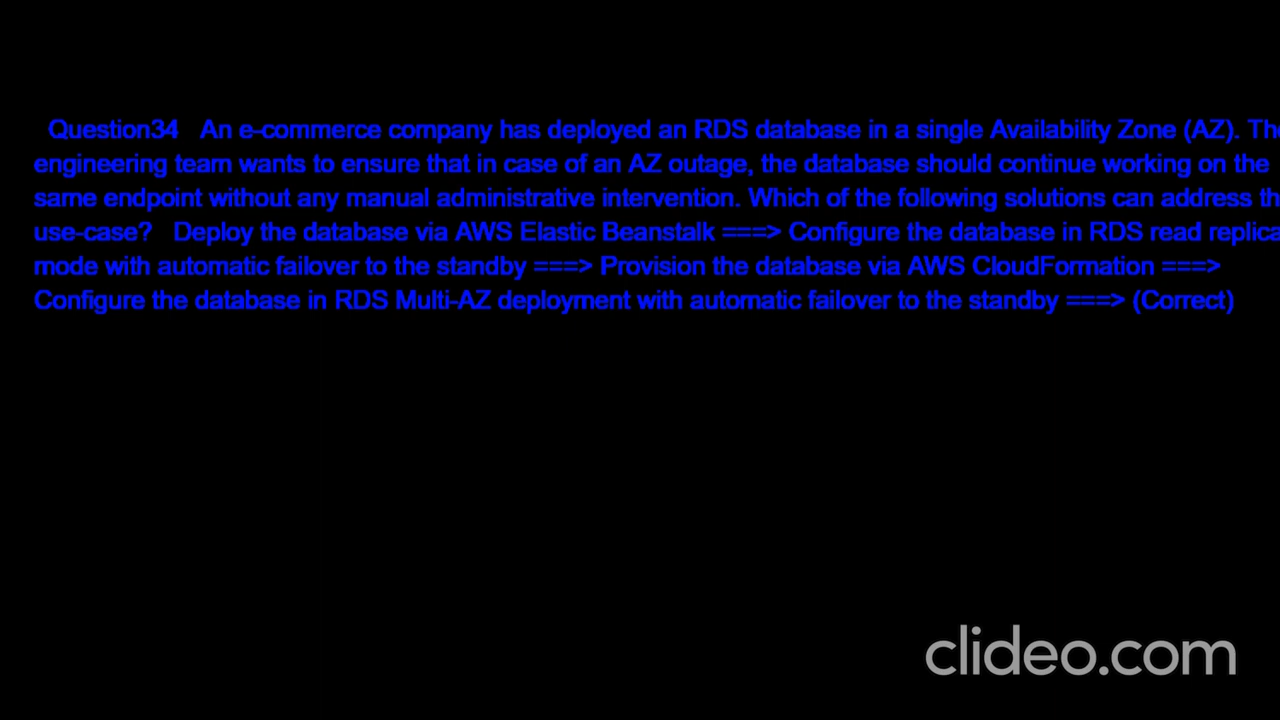 Question34 An e-commerce company has deployed an RDS database in a single Availability Zone (AZ). Th
engineering team wants to ensure that in case of an AZ outage, the database should continue working on the
same endpoint without any manual administrative intervention. Which of the following solutions can address th
use-case? Deploy the database via AWS Elastic Beanstalk ===> Configure the database in RDS read replica
mode with automatic failover to the standby ===> Provision the database via AWS CloudFormation ===>
Configure the database in RDS Multi-AZ deployment with automatic failover to the standby ===> (Correct)
clideo.com